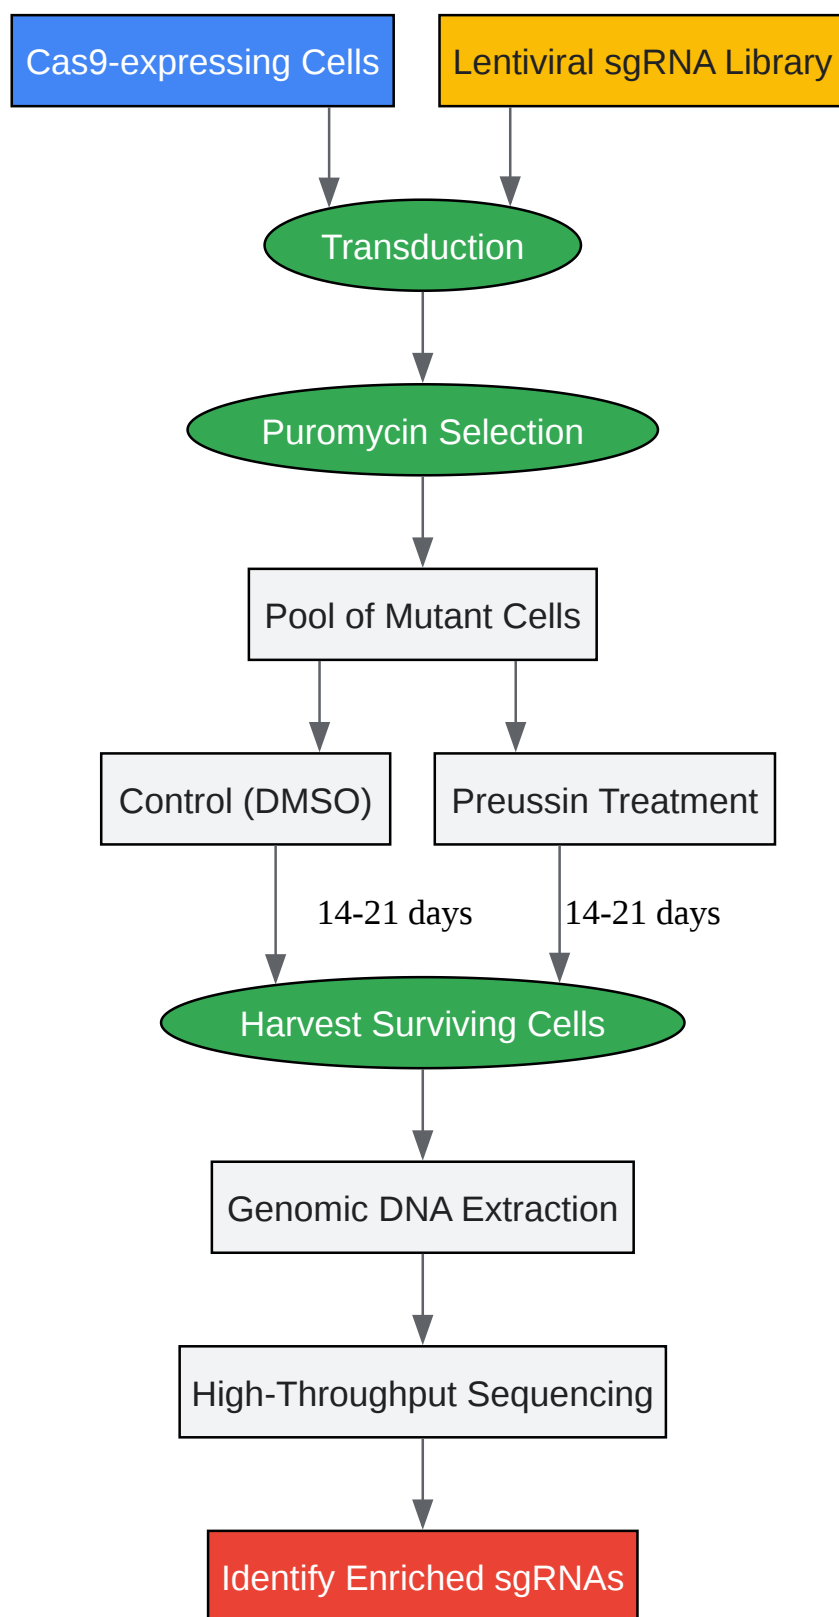 Cas9-expressing Cells
Lentiviral sgRNA Library
Transduction
Puromycin Selection
Pool of Mutant Cells
Control (DMSO)
Preussin Treatment
14-21 days
14-21 days
Harvest Surviving Cells
Genomic DNA Extraction
High-Throughput Sequencing
Identify Enriched sgRNAs